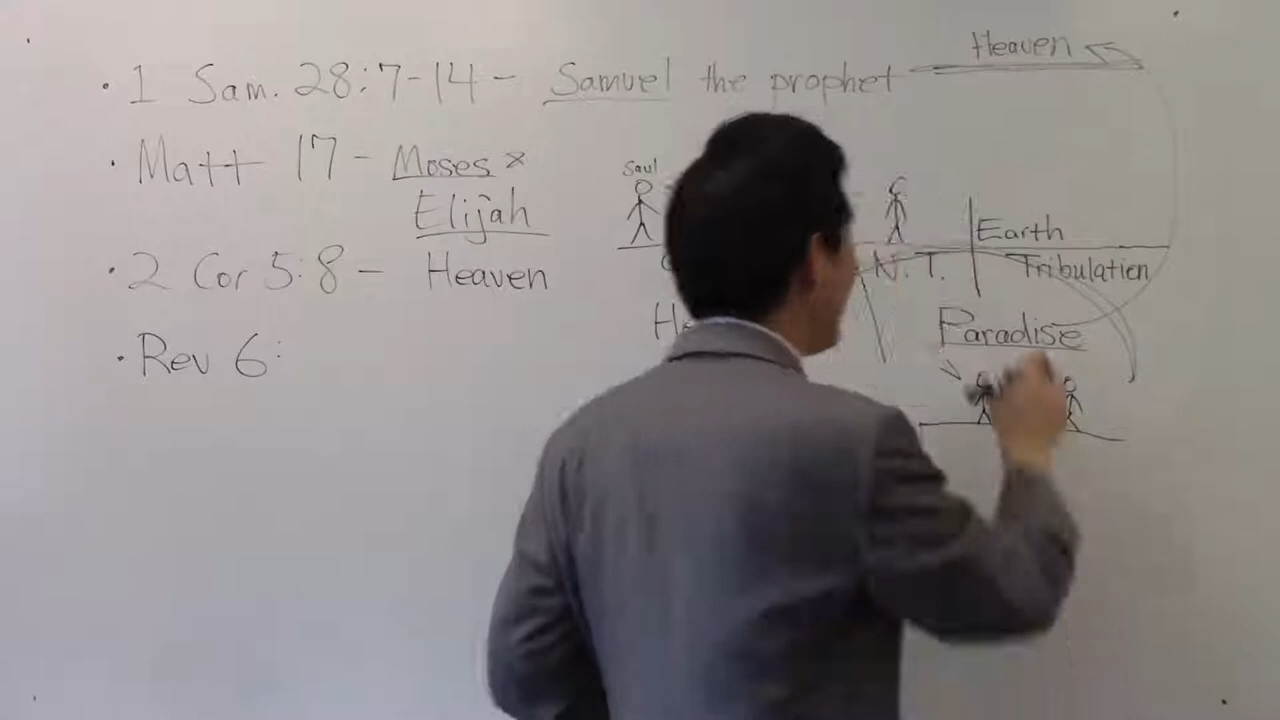 · 1 Sam. 28:7-14 - Samuel the prophet
Heaven
· Matt 17 - Moses x
Elijah
Saul
· 2 Cor 5:8 - Heaven
Earth
N.T.
Tribulation
· Rev 6:
Paradise